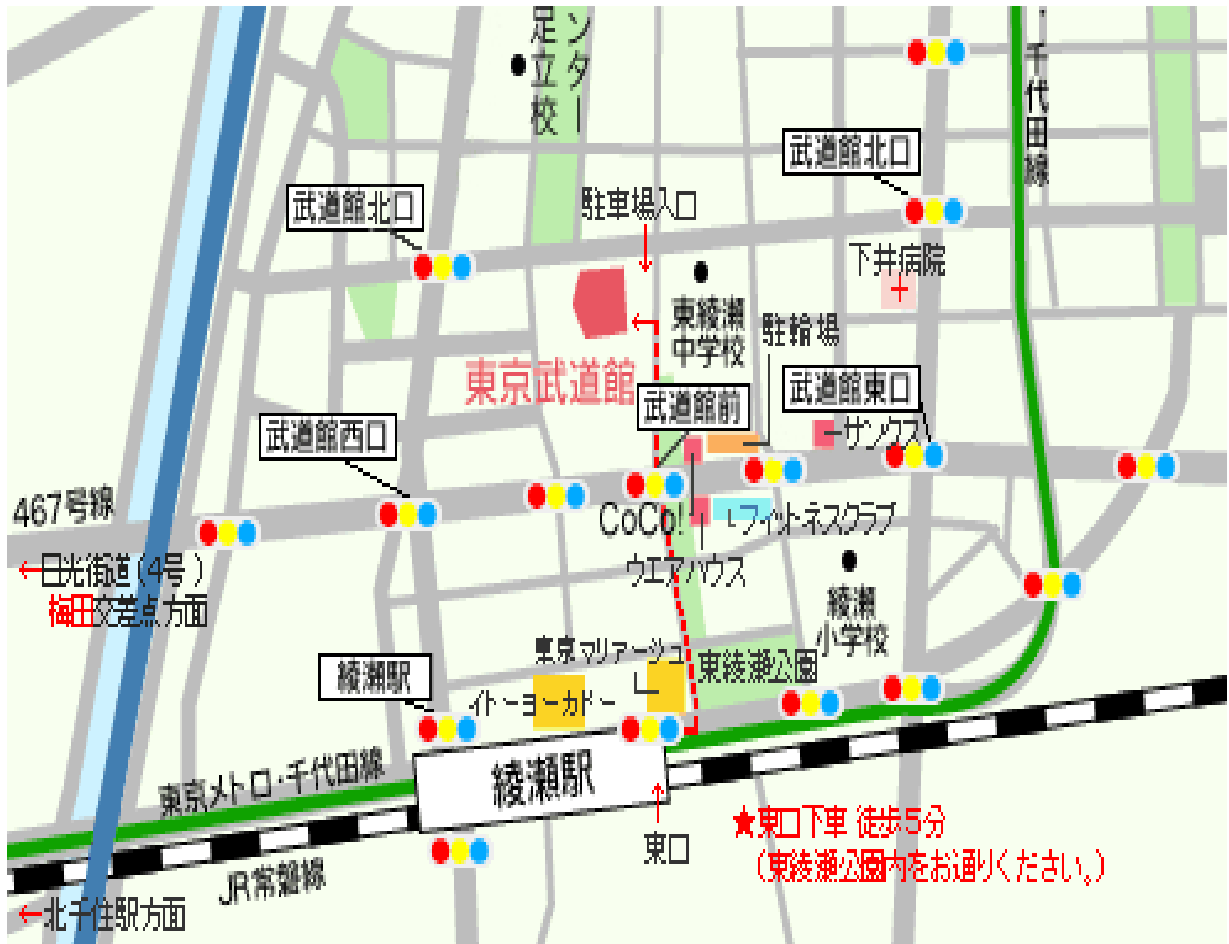 ンター
足立校
・千代田線
武道館北口
武道館北口
駐車場入口
下井病院
東綾瀬
中学校
駐輪場
東京武道館
武道館前
武道館東口
サンクス
武道館西口
467号線
CoCo!
フィットネスクラブ
ウエアハウス
←日光街道(4号)
梅田交差点方面
綾瀬
小学校
東京マリアージュ
東綾瀬公園
綾瀬駅
イトーヨーカドー
綾瀬駅
東京メトロ・千代田線
東口
★東口下車 徒歩5分
(東綾瀬公園内をお通りください。)
JR常磐線
←北千住駅方面